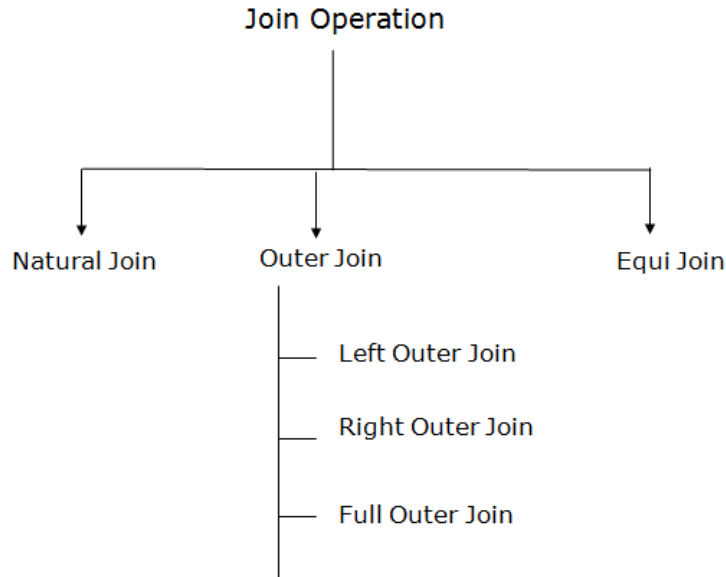 Join Operation
Natural Join
Outer Join
Equi Join
Left Outer Join
Right Outer Join
Full Outer Join